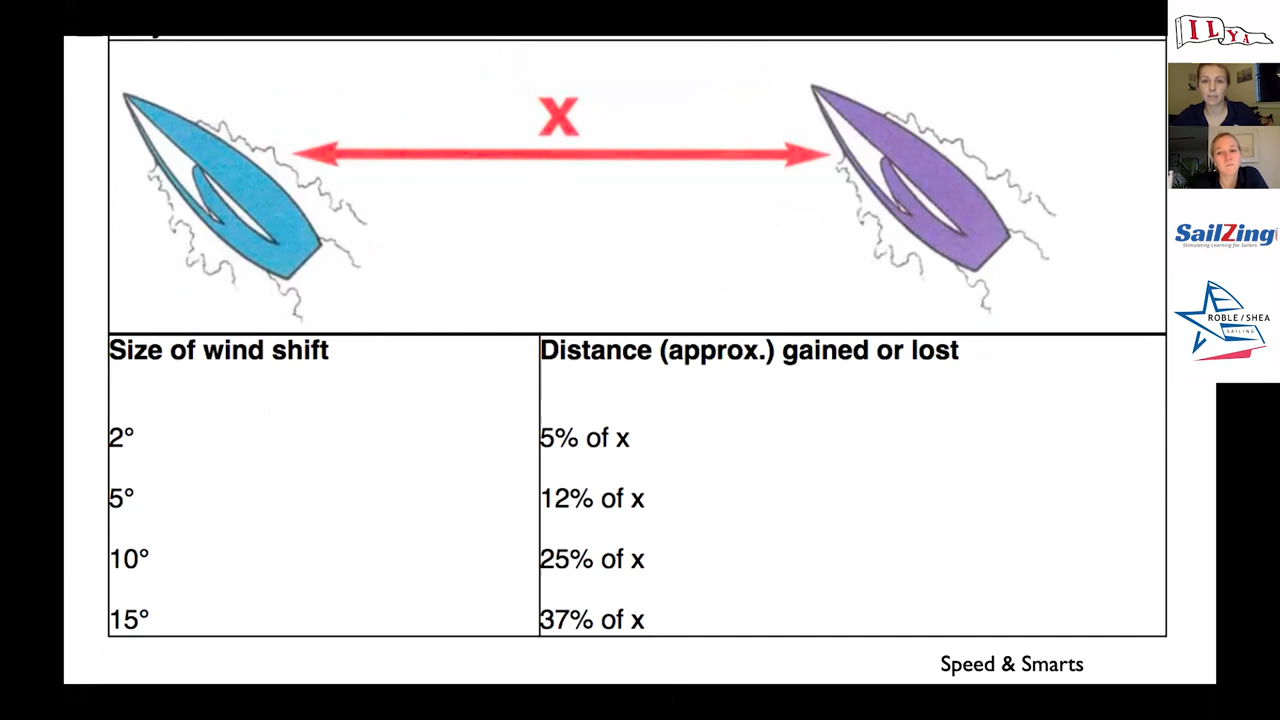 ILYA
X
SailZing
Stimulating Learning for Sailors
ROBLE/SHEA
SAILING
Size of wind shift
Distance (approx.) gained or lost
2°
5% of x
5°
12% of x
10°
25% of x
15°
37% of x
Speed & Smarts